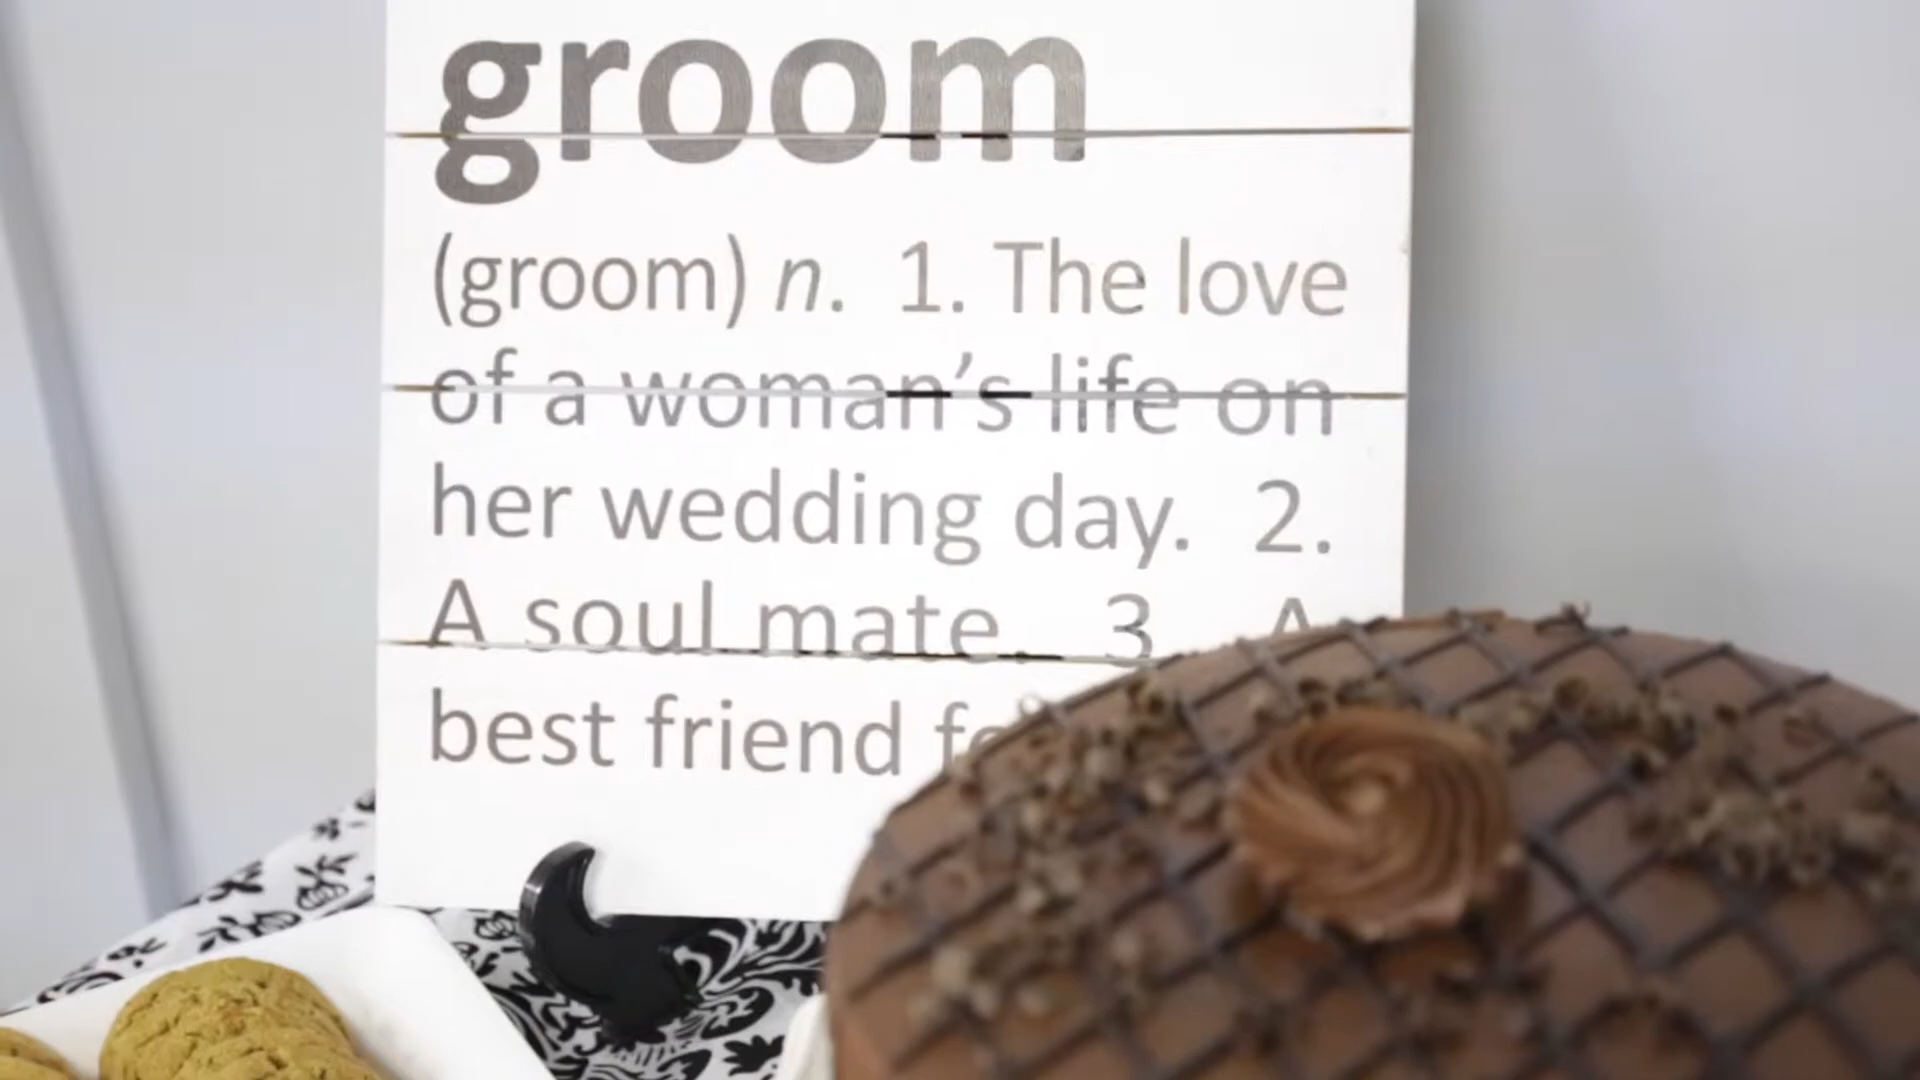 groom
(groom) n. 1. The love
of a woman's life on
her wedding day. 2.
A soul mate. 3. A
best friend